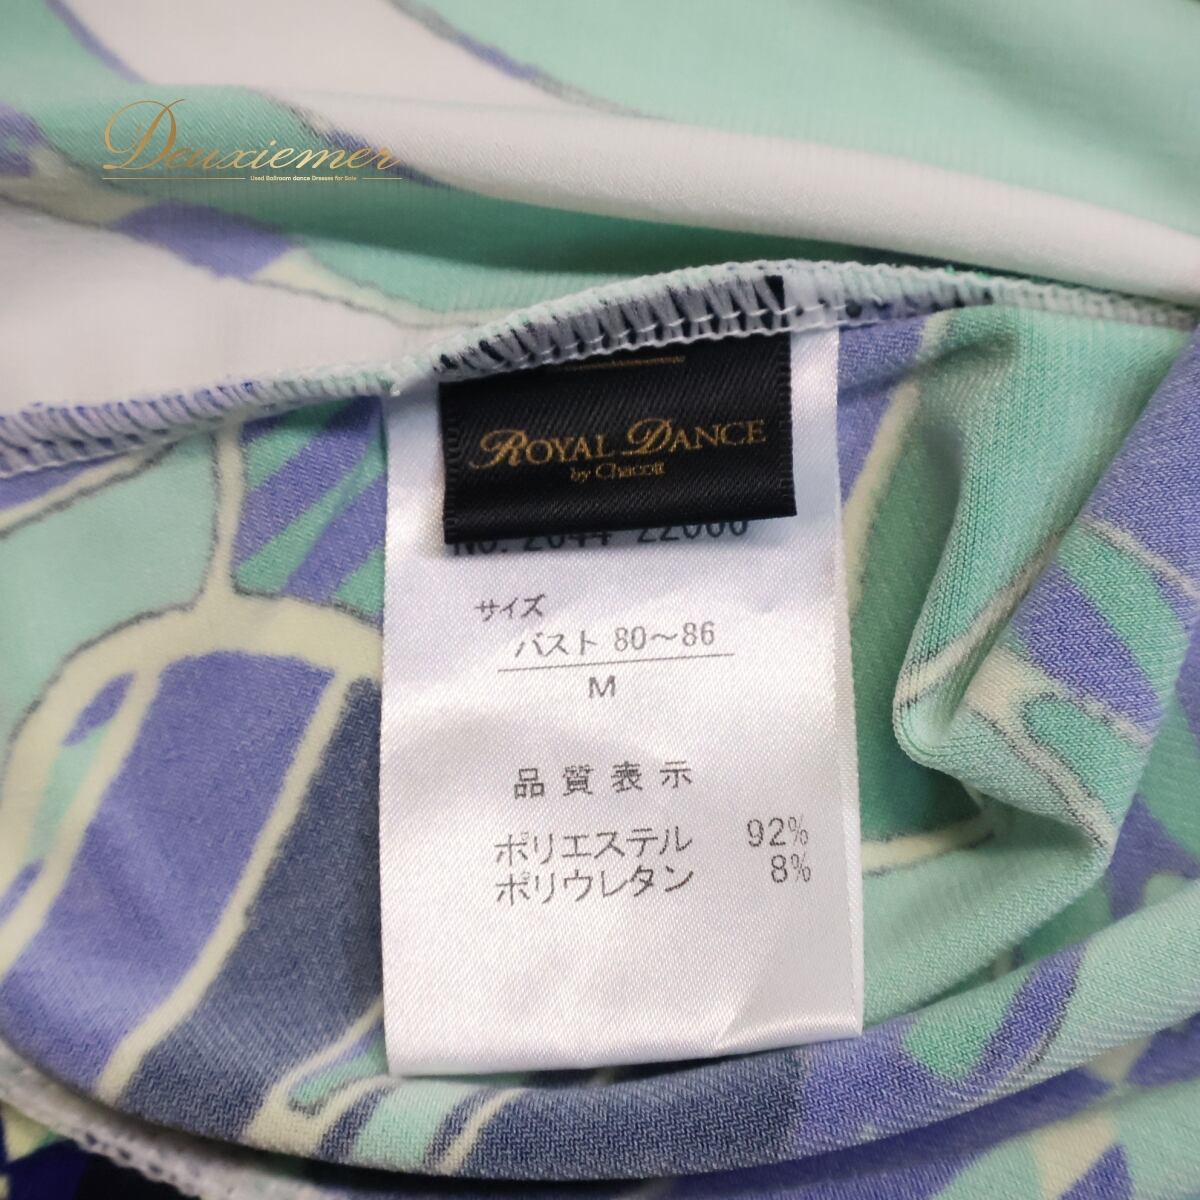 Deuxiemer
Used Ballroom dance Dresses for Sale
ROYAL DANCE
by Chacott
サイズ
バスト 80～86
M
品質表示
ポリエステル 92%
ポリウレタン 8%